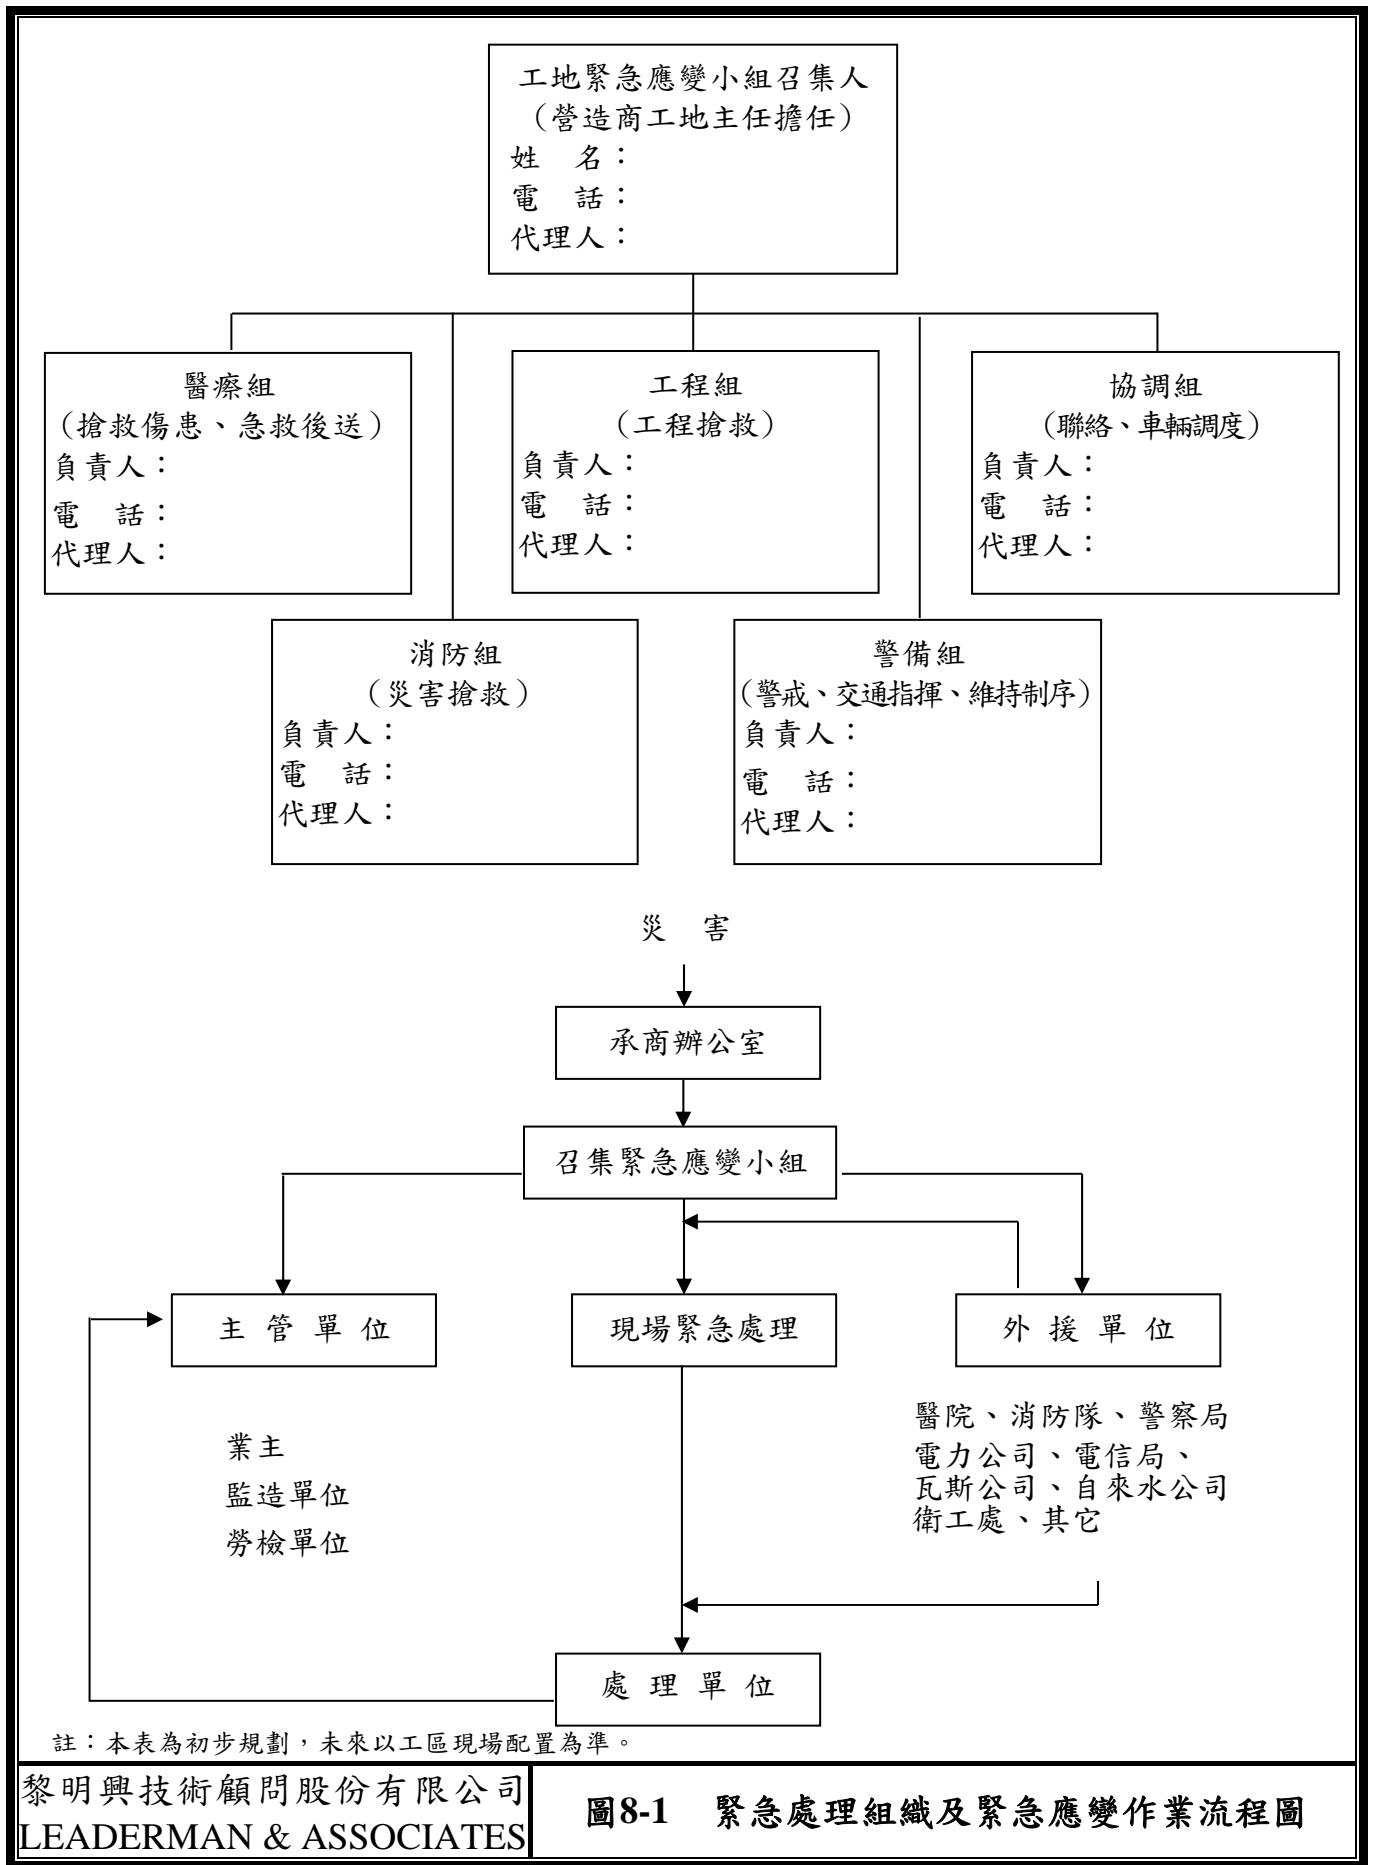 工地緊急應變小組召集人
（營造商工地主任擔任）
姓　名：
電　話：
代理人：
醫療組
（搶救傷患、急救後送）
負責人：
電　話：
代理人：
工程組
（工程搶救）
負責人：
電　話：
代理人：
協調組
（聯絡、車輛調度）
負責人：
電　話：
代理人：
消防組
（災害搶救）
負責人：
電　話：
代理人：
警備組
（警戒、交通指揮、維持制序）
負責人：
電　話：
代理人：
災　害
承商辦公室
召集緊急應變小組
主 管 單 位
現場緊急處理
外 援 單 位
業主
監造單位
勞檢單位
醫院、消防隊、警察局
電力公司、電信局、
瓦斯公司、自來水公司
衛工處、其它
處 理 單 位
註：本表為初步規劃，未來以工區現場配置為準。
黎明興技術顧問股份有限公司
LEADERMAN & ASSOCIATES
圖8-1　緊急處理組織及緊急應變作業流程圖